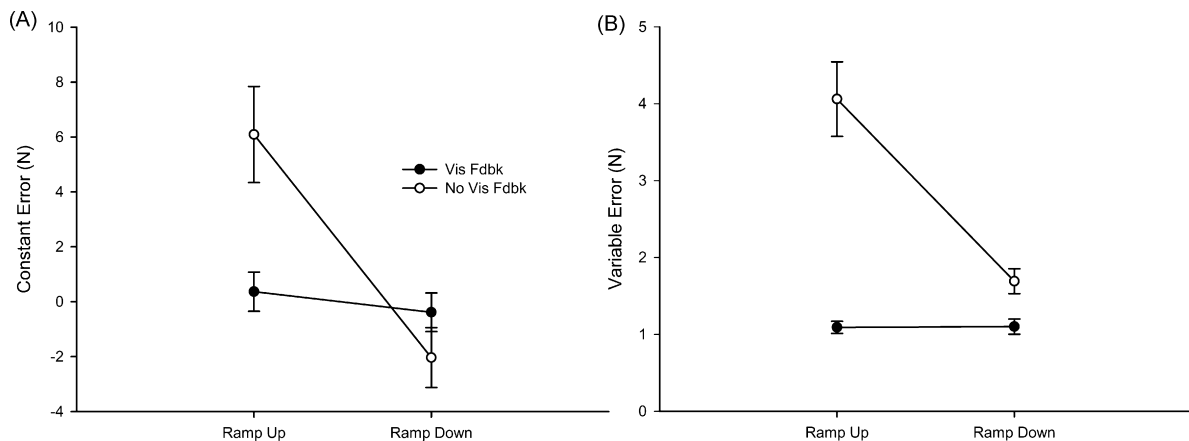 (A)
10
8
6
4
2
0
-2
-4
Constant Error (N)
Vis Fdbk
No Vis Fdbk
Ramp Up
Ramp Down
(B)
5
4
3
2
1
0
Variable Error (N)
Ramp Up
Ramp Down